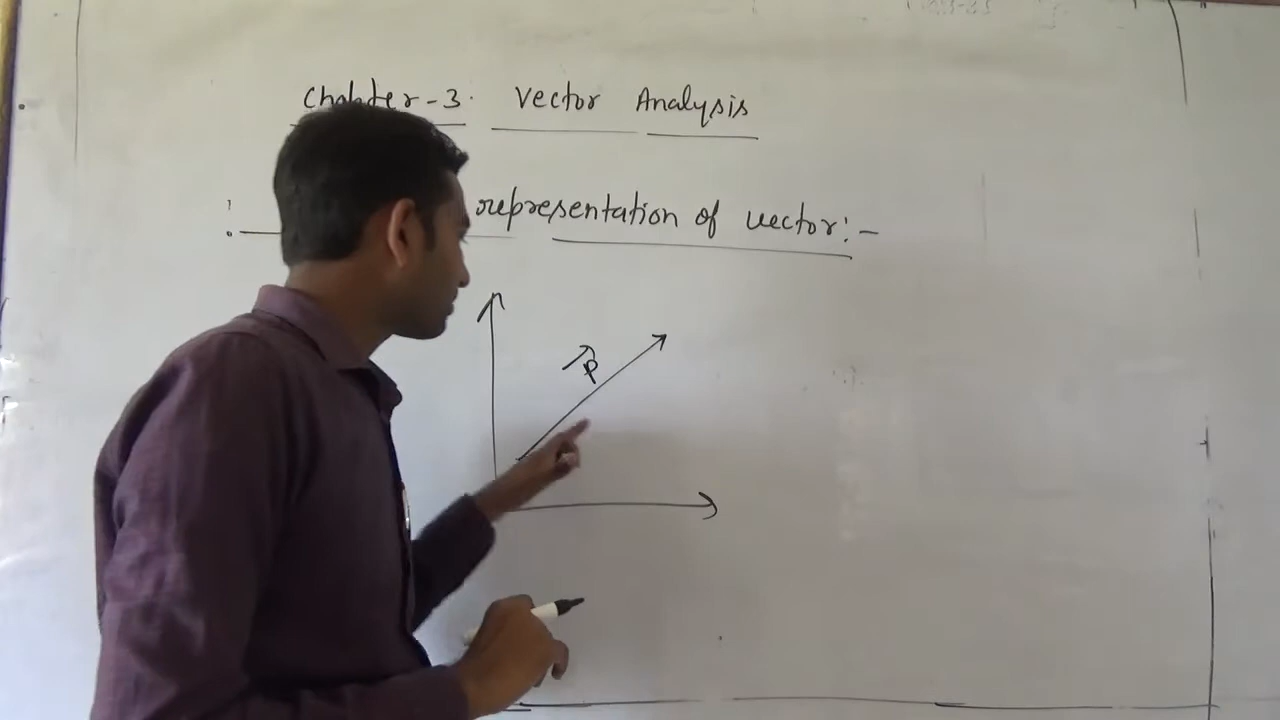 Chapter-3. Vector Analysis
representation of vector:-
p